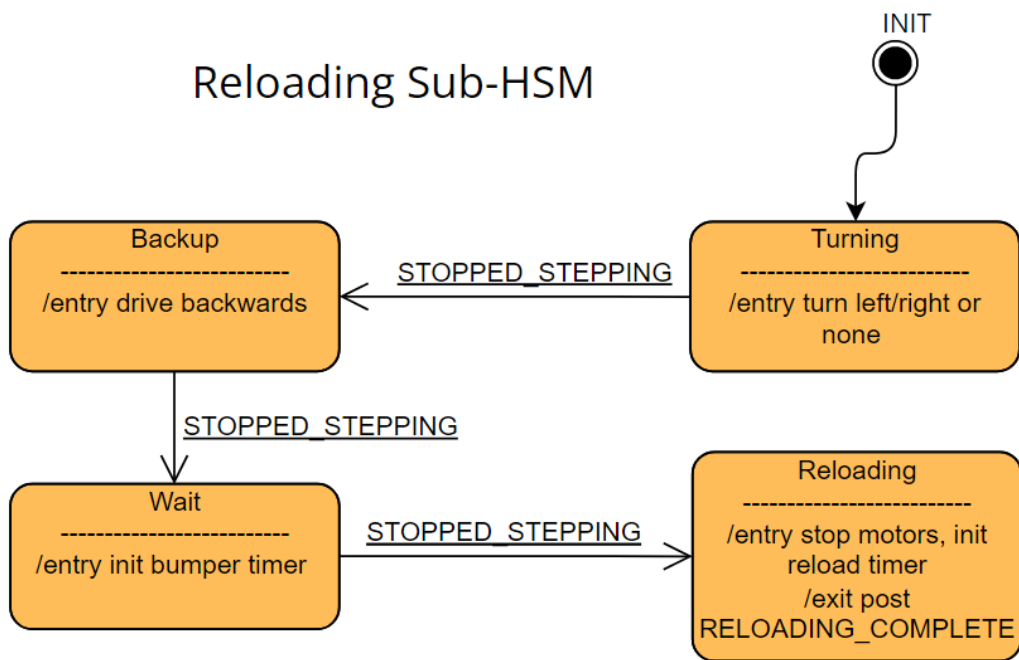 INIT
Reloading Sub-HSM
Turning
--------------------------
/entry turn left/right or
none
STOPPED_STEPPING
Backup
--------------------------
/entry drive backwards
STOPPED_STEPPING
Wait
--------------------------
/entry init bumper timer
STOPPED_STEPPING
Reloading
----------------------------
/entry stop motors, init
reload timer
/exit post
RELOADING_COMPLETE